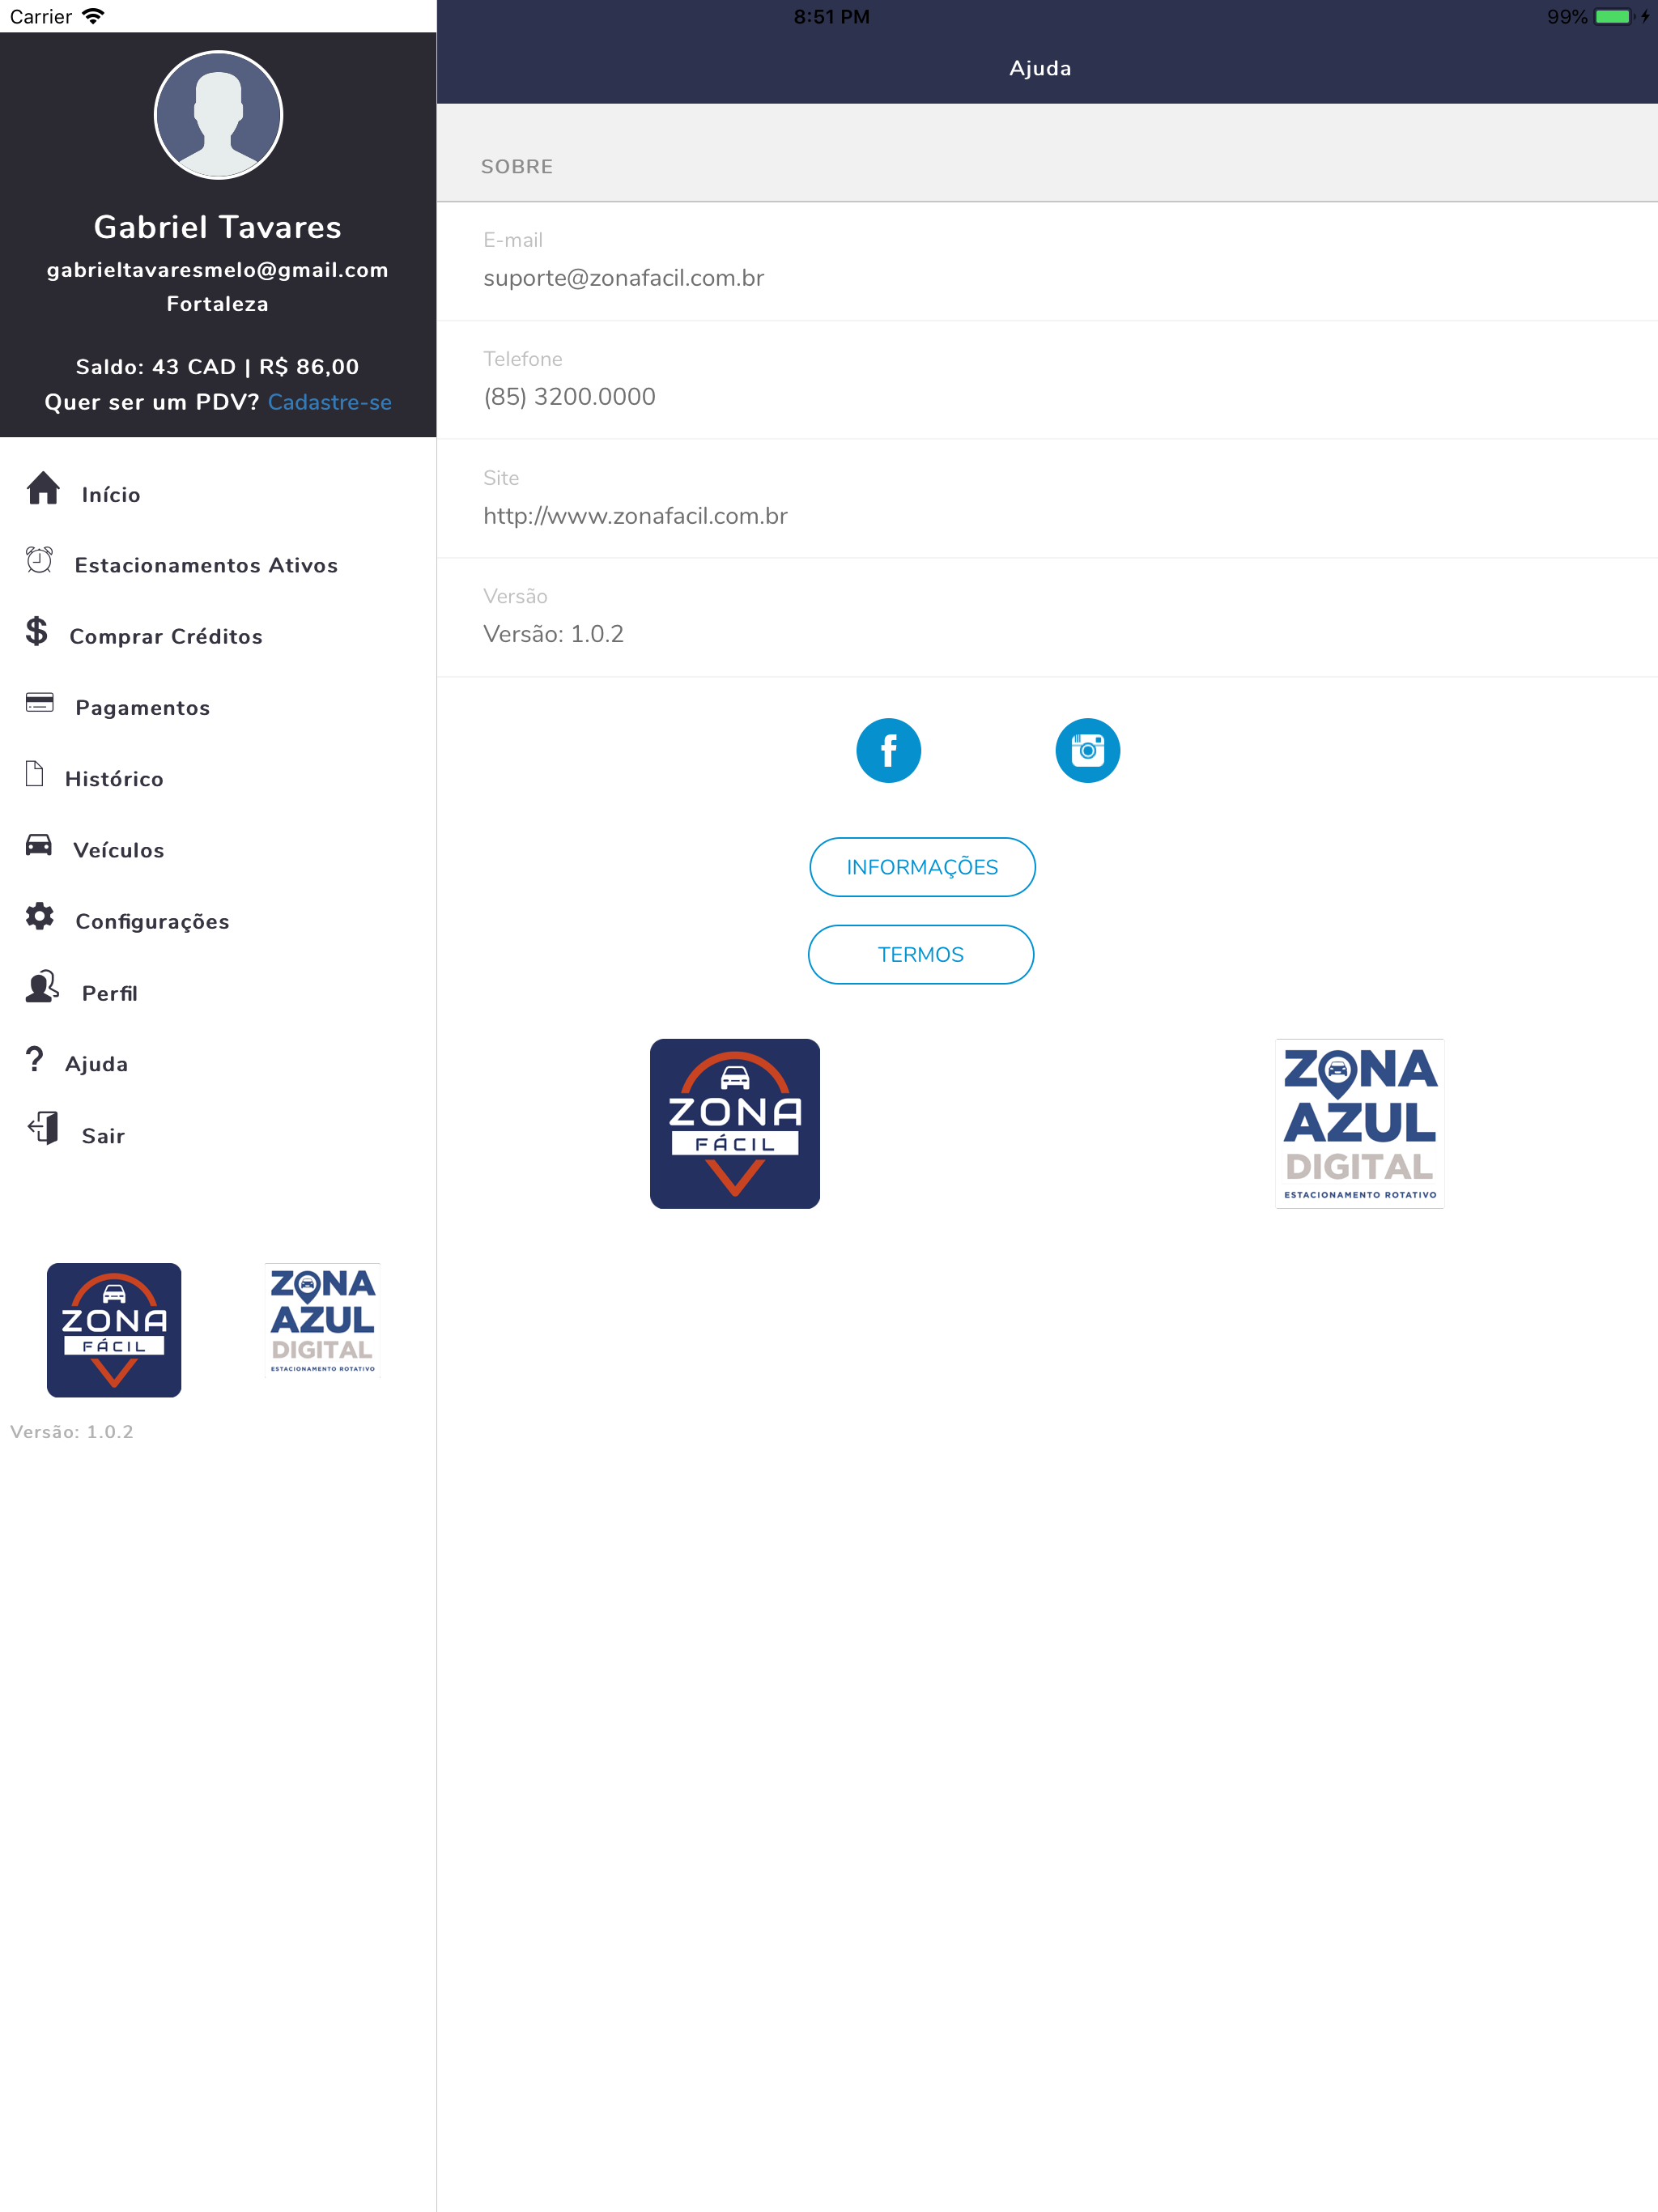 Carrier
8:51 PM
99%
Gabriel Tavares
gabrieltavaresmelo@gmail.com
Fortaleza
Saldo: 43 CAD | R$ 86,00
Quer ser um PDV? Cadastre-se
Início
Estacionamentos Ativos
Comprar Créditos
Pagamentos
Histórico
Veículos
Configurações
Perfil
Ajuda
Sair
ZONA
FÁCIL
ZONA
AZUL
DIGITAL
ESTACIONAMENTO ROTATIVO
Versão: 1.0.2
Ajuda
SOBRE
E-mail
suporte@zonafacil.com.br
Telefone
(85) 3200.0000
Site
http://www.zonafacil.com.br
Versão
Versão: 1.0.2
INFORMAÇÕES
TERMOS
ZONA
FÁCIL
ZONA
AZUL
DIGITAL
ESTACIONAMENTO ROTATIVO